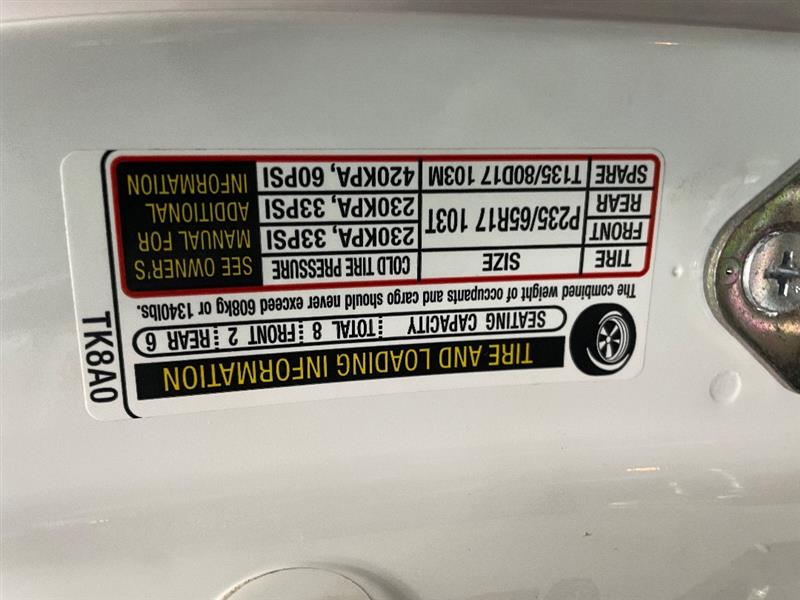 TIRE AND LOADING INFORMATION
SEATING CAPACITY TOTAL 8 FRONT 2 REAR 6
The combined weight of occupants and cargo should never exceed 608kg or 1340lbs.
TIRE SIZE COLD TIRE PRESSURE
FRONT P235/65R17 103T 230KPA, 33PSI
REAR 230KPA, 33PSI
SPARE T135/80D17 103M 420KPA, 60PSI
SEE OWNER'S
MANUAL FOR
ADDITIONAL
INFORMATION
TK8A0